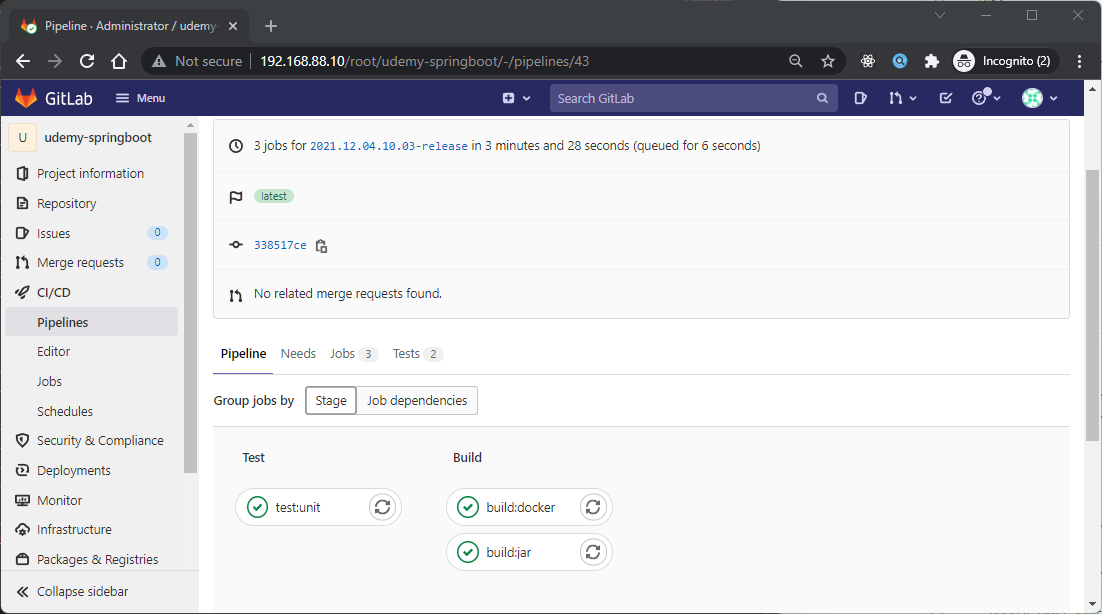 Pipeline · Administrator / udemy-
Not secure 192.168.88.10/root/udemy-springboot/-/pipelines/43 Incognito (2)
GitLab Menu Search GitLab
U udemy-springboot
Project information
Repository
Issues 0
Merge requests 0
CI/CD
Pipelines
Editor
Jobs
Schedules
Security & Compliance
Deployments
Monitor
Infrastructure
Packages & Registries
Collapse sidebar
3 jobs for 2021.12.04.10.03-release in 3 minutes and 28 seconds (queued for 6 seconds)
latest
338517ce
No related merge requests found.
Pipeline Needs Jobs 3 Tests 2
Group jobs by Stage Job dependencies
Test Build
test:unit build:docker
build:jar